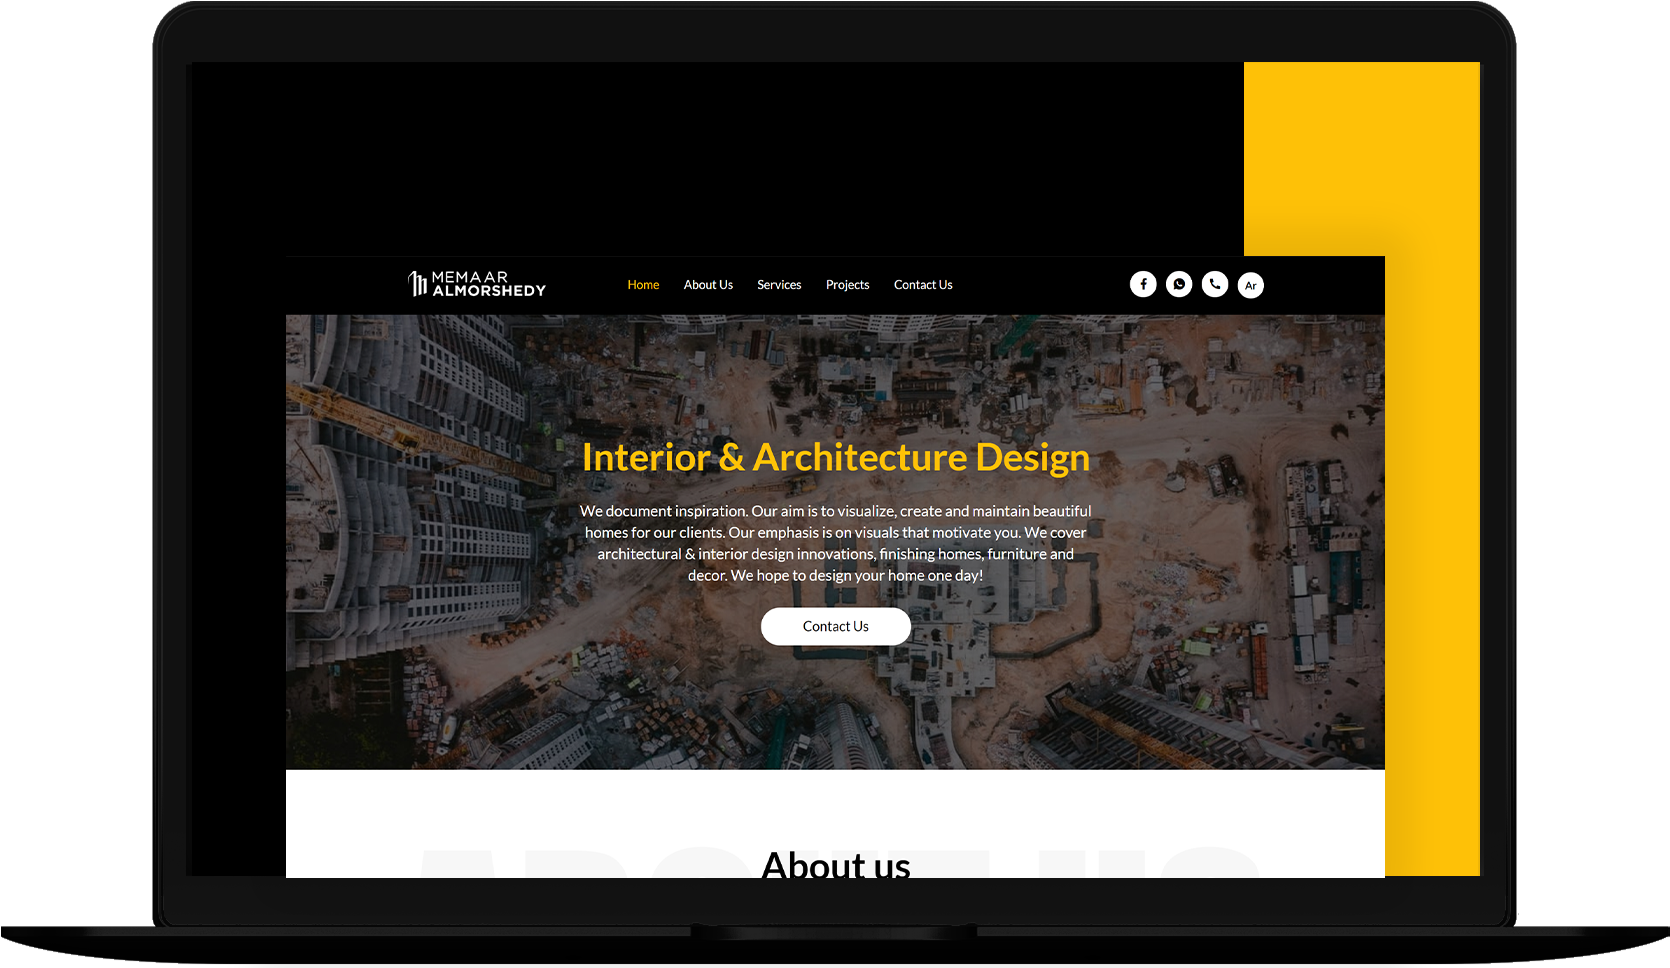 MEMAAR
ALMORSHEDY
Home About Us Services Projects Contact Us
Ar
Interior & Architecture Design
We document inspiration. Our aim is to visualize, create and maintain beautiful
homes for our clients. Our emphasis is on visuals that motivate you. We cover
architectural & interior design innovations, finishing homes, furniture and
decor. We hope to design your home one day!
Contact Us
ABOUT US
About us